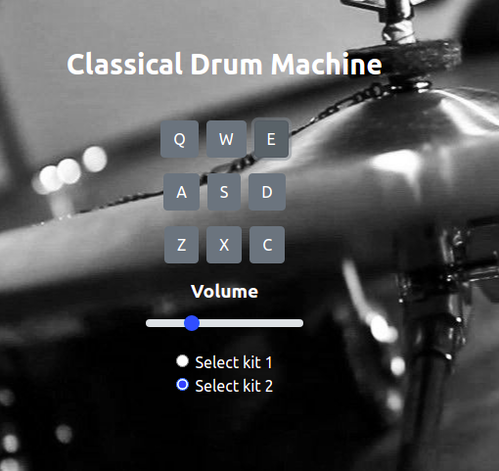 Classical Drum Machine
Q W E
A S D
Z X C
Volume
Select kit 1
Select kit 2